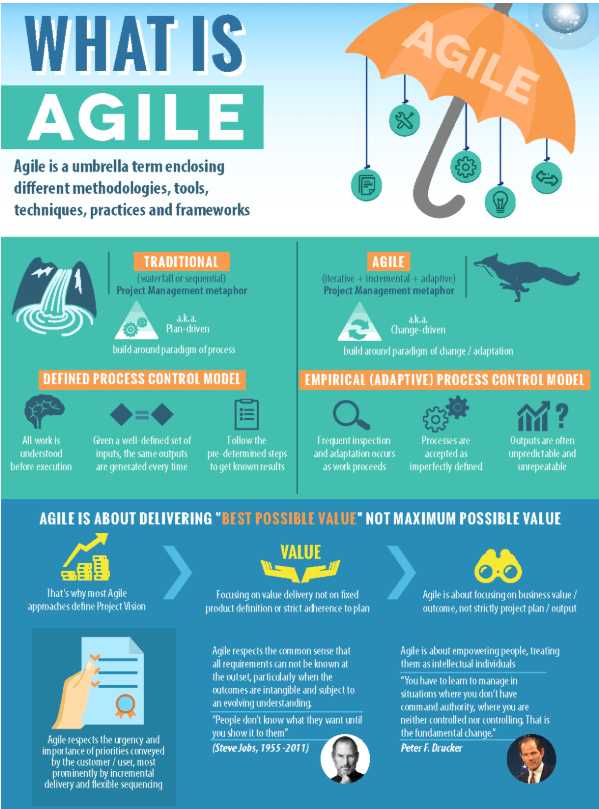 WHAT IS
AGILE
AGILE
Agile is a umbrella term enclosing
different methodologies, tools,
techniques, practices and frameworks
TRADITIONAL
(waterfall or sequential)
Project Management metaphor
a.k.a.
Plan-driven
build around paradigm of process
DEFINED PROCESS CONTROL MODEL
All work is
understood
before execution
Given a well-defined set of
inputs, the same outputs
are generated every time
Follow the
pre-determined steps
to get known results
AGILE
(iterative + incremental + adaptive)
Project Management metaphor
a.k.a.
Change-driven
build around paradigm of change / adaptation
EMPIRICAL (ADAPTIVE) PROCESS CONTROL MODEL
Frequent inspection
and adaptation occurs
as work proceeds
Processes are
accepted as
imperfectly defined
?
Outputs are often
unpredictable and
unrepeatable
AGILE IS ABOUT DELIVERING "BEST POSSIBLE VALUE" NOT MAXIMUM POSSIBLE VALUE
That's why most Agile
approaches define Project Vision
VALUE
Focusing on value delivery not on fixed
product definition or strict adherence to plan
Agile is about focusing on business value /
outcome, not strictly project plan / output
Agile respects the urgency and
importance of priorities conveyed
by the customer / user, most
prominently by incremental
delivery and flexible sequencing
Agile respects the common sense that
all requirements can not be known at
the outset, particularly when the
outcomes are intangible and subject to
an evolving understanding.
"People don't know what they want until
you show it to them"
(Steve Jobs, 1955 -2011)
Agile is about empowering people, treating
them as intellectual individuals
"You have to learn to manage in
situations where you don't have
command authority, where you are
neither controlled nor controlling. That is
the fundamental change."
Peter F. Drucker